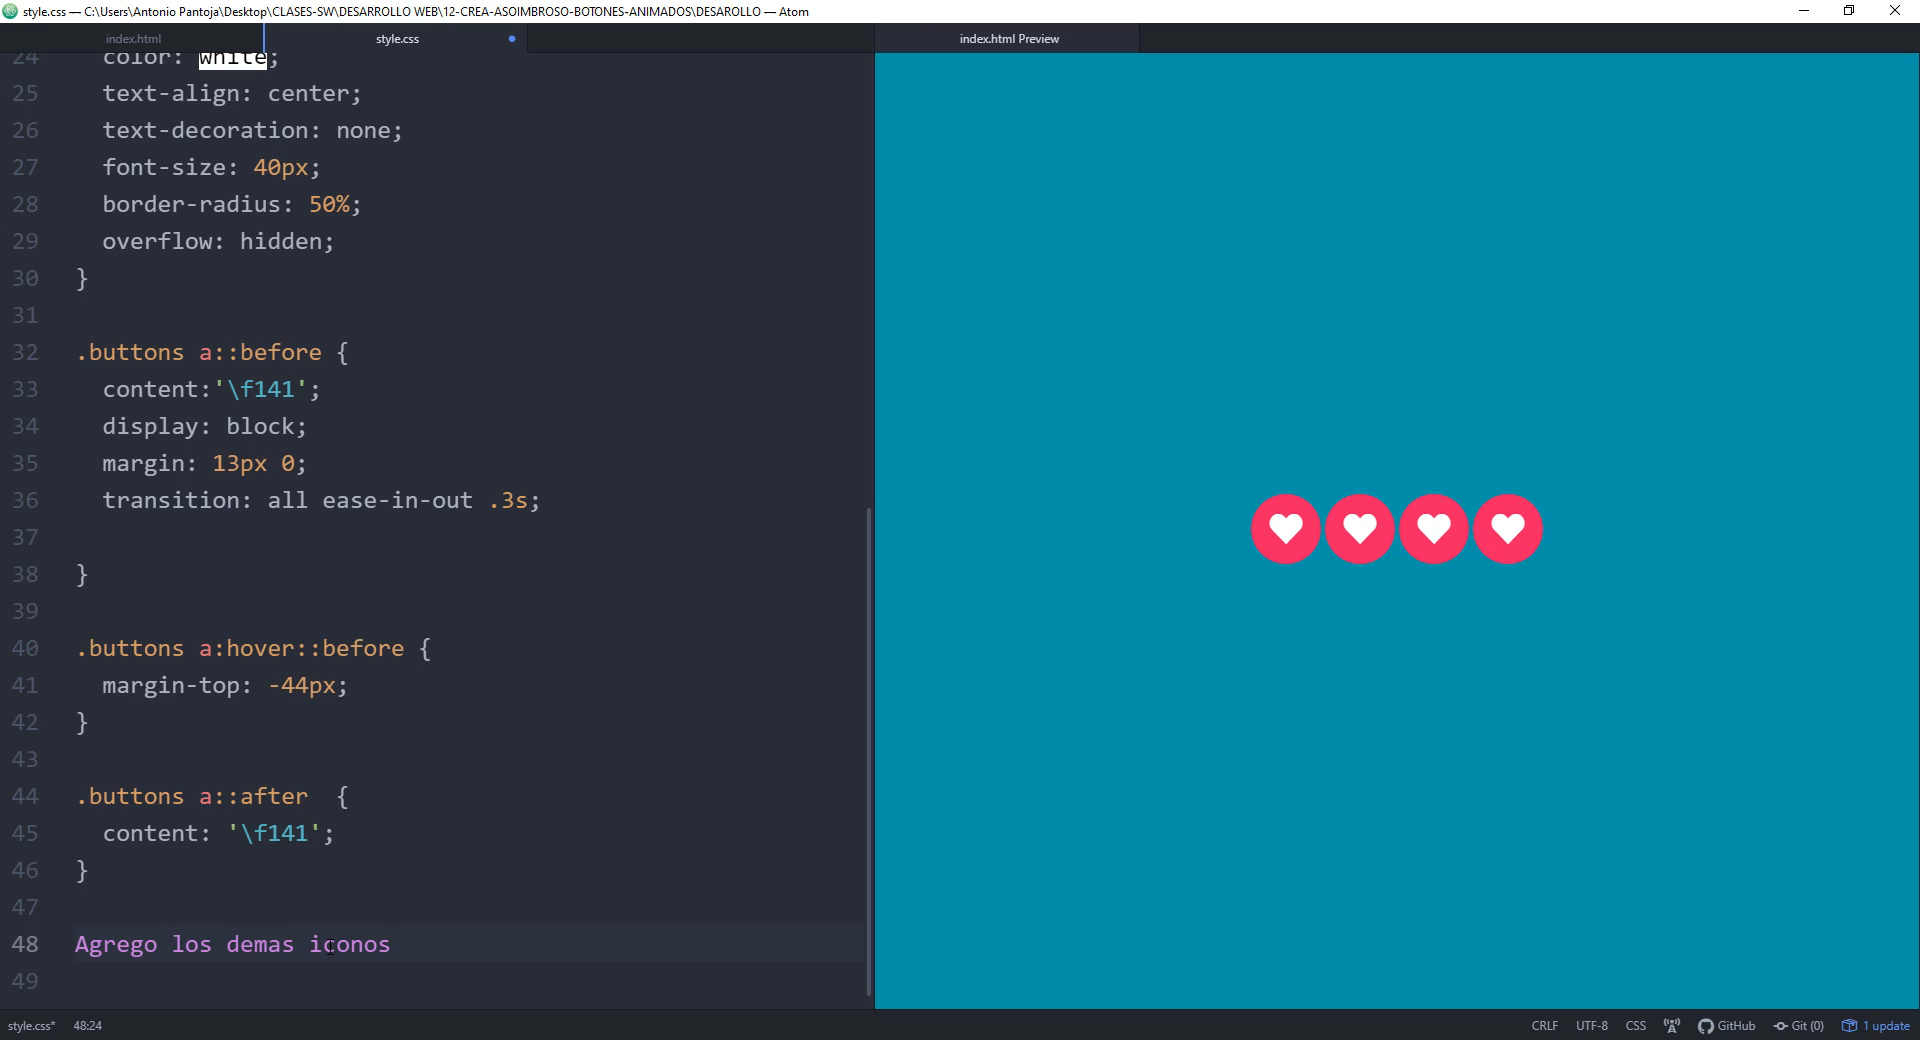 style.css — C:\Users\Antonio Pantoja\Desktop\CLASES-SW\DESARROLLO WEB\12-CREA-ASOIMBROSO-BOTONES-ANIMADOS\DESAROLLO — Atom
index.html
style.css
index.html Preview
24 color: white;
25 text-align: center;
26 text-decoration: none;
27 font-size: 40px;
28 border-radius: 50%;
29 overflow: hidden;
30 }
31
32 .buttons a::before {
33 content:'\f141';
34 display: block;
35 margin: 13px 0;
36 transition: all ease-in-out .3s;
37
38 }
39
40 .buttons a:hover::before {
41 margin-top: -44px;
42 }
43
44 .buttons a::after  {
45 content: '\f141';
46 }
47
48 Agrego los demas iconos
49
style.css* 48:24
CRLF UTF-8 CSS GitHub Git (0) 1 update